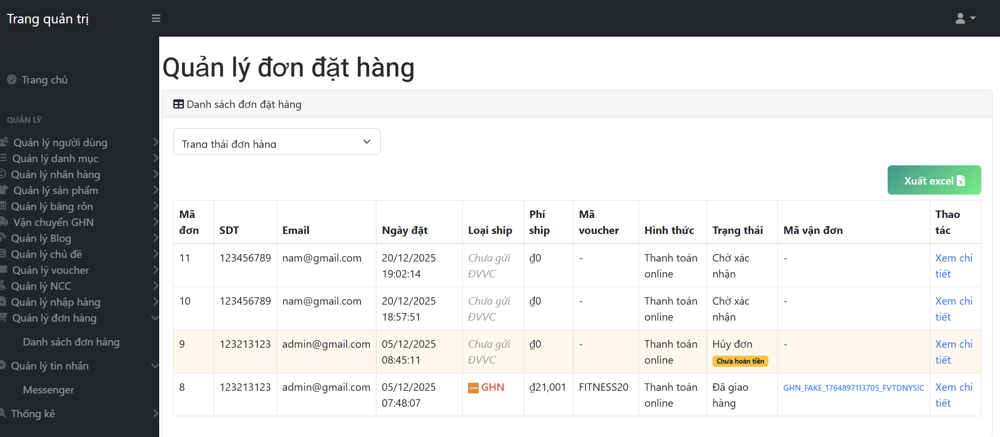 Trang quản trị
Trang chủ
QUẢN LÝ
Quản lý người dùng
Quản lý danh mục
Quản lý nhãn hàng
Quản lý sản phẩm
Quản lý băng rôn
Vận chuyển GHN
Quản lý Blog
Quản lý chủ đề
Quản lý voucher
Quản lý NCC
Quản lý nhập hàng
Quản lý đơn hàng
Danh sách đơn hàng
Quản lý tin nhắn
Messenger
Thống kê
Quản lý đơn đặt hàng
Danh sách đơn đặt hàng
Trạng thái đơn hàng
Xuất excel
Mã đơn SDT Email Ngày đặt Loại ship Phí ship Mã voucher Hình thức Trạng thái Mã vận đơn Thao tác
11 123456789 nam@gmail.com 20/12/2025 19:02:14 Chưa gửi ĐVVC ₫0 - Thanh toán online Chờ xác nhận - Xem chi tiết
10 123456789 nam@gmail.com 20/12/2025 18:57:51 Chưa gửi ĐVVC ₫0 - Thanh toán online Chờ xác nhận - Xem chi tiết
9 123213123 admin@gmail.com 05/12/2025 08:45:11 Chưa gửi ĐVVC ₫0 - Thanh toán online Hủy đơn Chưa hoàn tiền - Xem chi tiết
8 123213123 admin@gmail.com 05/12/2025 07:48:07 GHN ₫21,001 FITNESS20 Thanh toán online Đã giao hàng GHN_FAKE_1764897113705_FVTDNYSIC Xem chi tiết